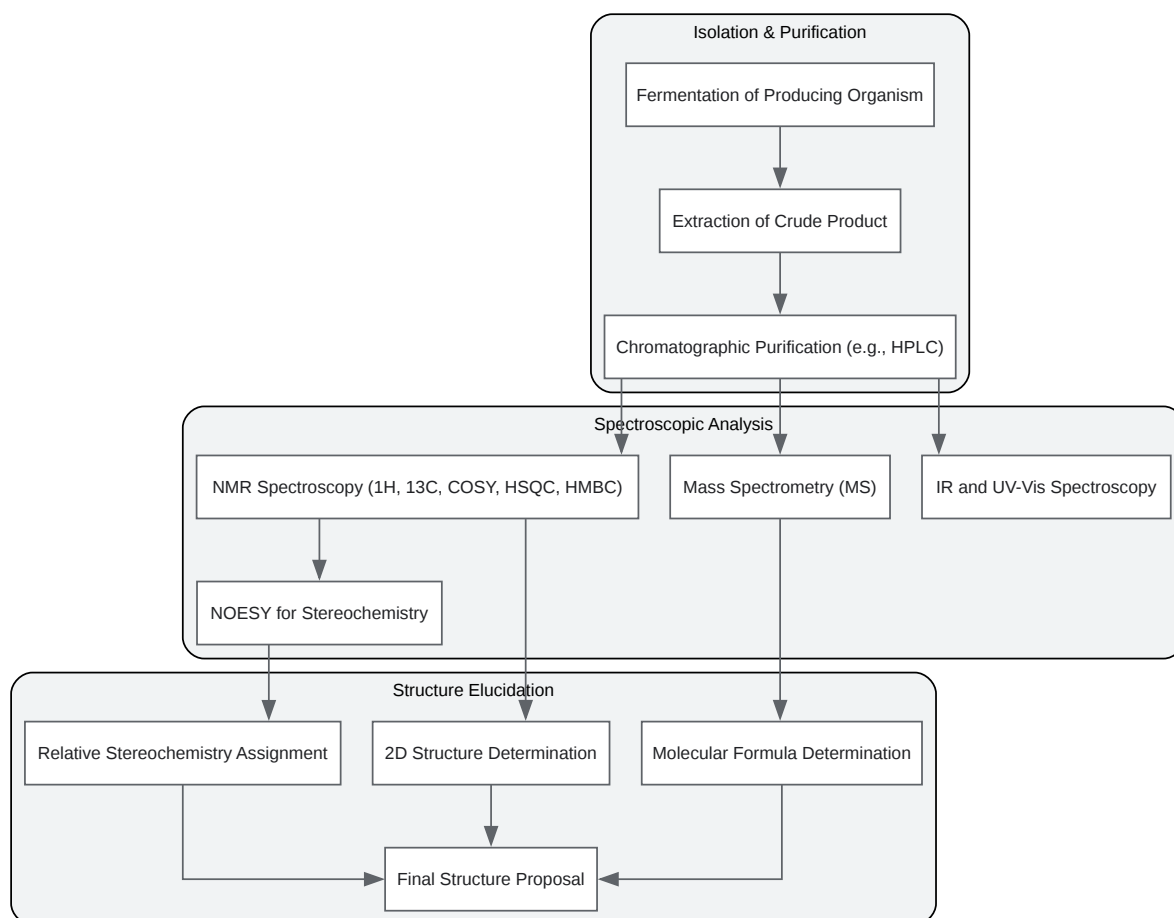 Isolation & Purification
Fermentation of Producing Organism
Extraction of Crude Product
Chromatographic Purification (e.g., HPLC)
Spectroscopic Analysis
NMR Spectroscopy (1H, 13C, COSY, HSQC, HMBC)
Mass Spectrometry (MS)
IR and UV-Vis Spectroscopy
NOESY for Stereochemistry
Structure Elucidation
Relative Stereochemistry Assignment
2D Structure Determination
Molecular Formula Determination
Final Structure Proposal